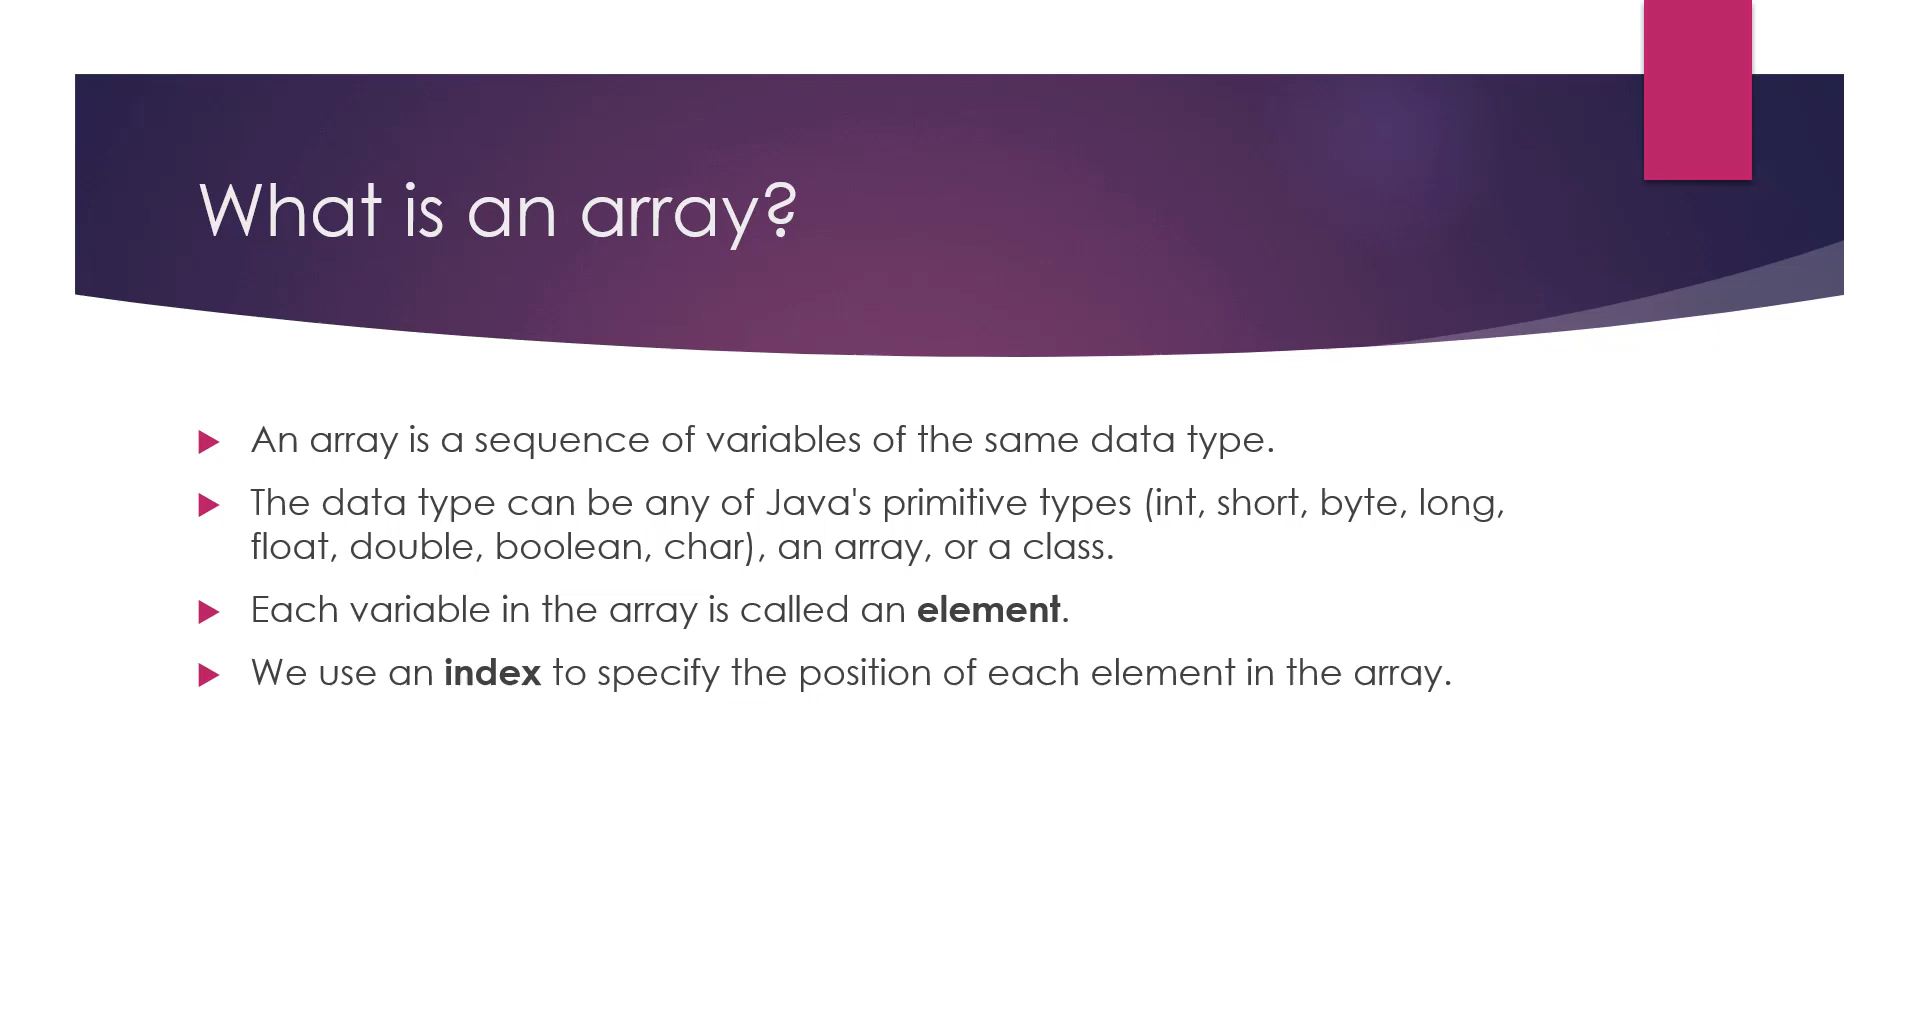 What is an array?
An array is a sequence of variables of the same data type.
The data type can be any of Java's primitive types (int, short, byte, long,
float, double, boolean, char), an array, or a class.
Each variable in the array is called an element.
We use an index to specify the position of each element in the array.